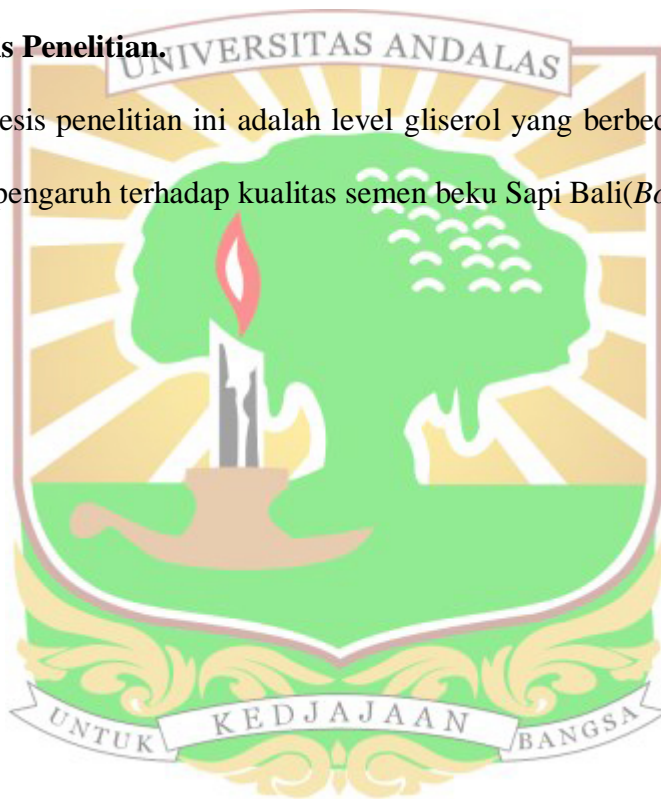 s Penelitian.
UNIVERSITAS ANDALAS
esis penelitian ini adalah level gliserol yang berbed
pengaruh terhadap kualitas semen beku Sapi Bali(Bo
UNTUK KEDJAJAAN BANGSA